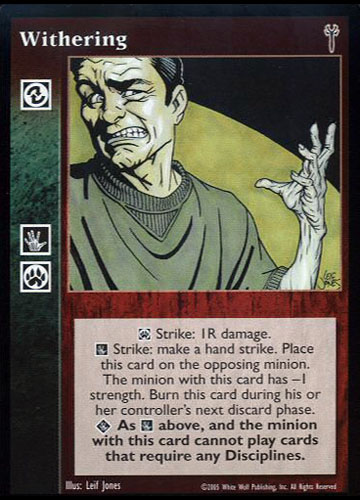 Withering
LEIF
JONES
Strike: 1R damage.
Strike: make a hand strike. Place
this card on the opposing minion.
The minion with this card has –1
strength. Burn this card during his or
her controller's next discard phase.
As above, and the minion
with this card cannot play cards
that require any Disciplines.
Illus: Leif Jones ©2005 White Wolf Publishing, Inc. All Rights Reserved